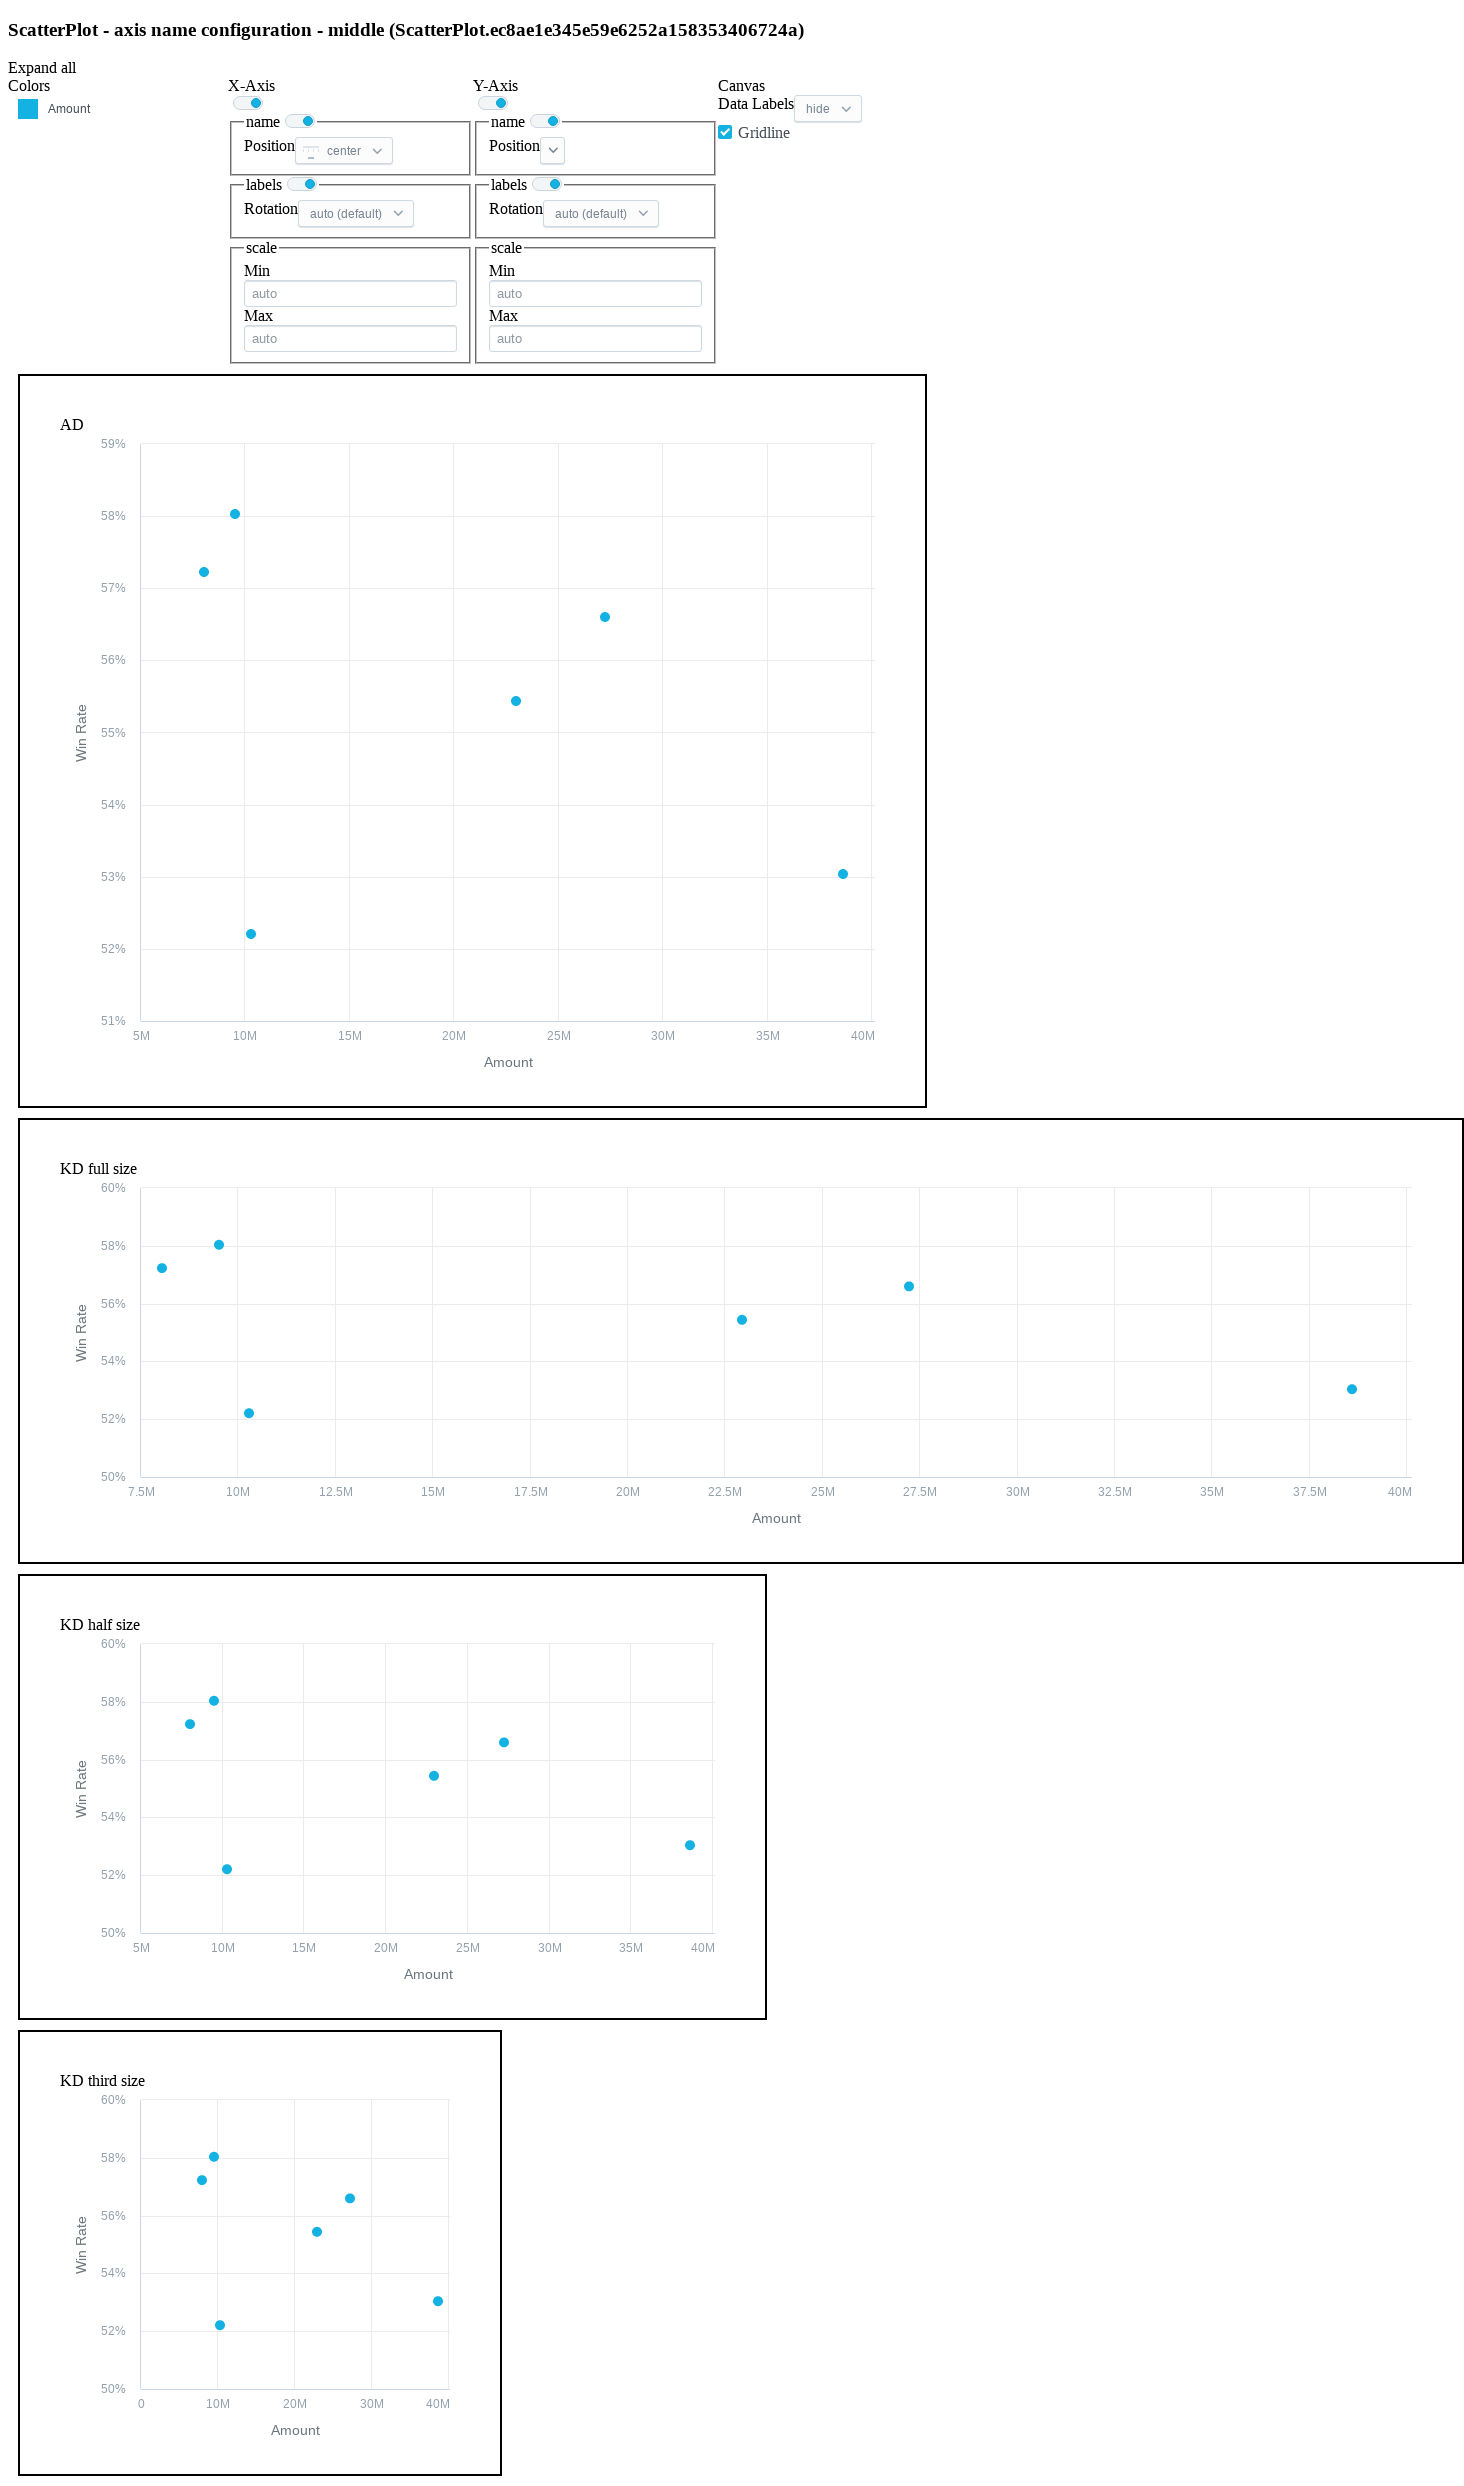 ScatterPlot - axis name configuration - middle (ScatterPlot.ec8ae1e345e59e6252a158353406724a)
Expand all
Colors
Amount
X-Axis
name
Position center
labels
Rotation auto (default)
scale
Min
auto
Max
auto
Y-Axis
name
Position
labels
Rotation auto (default)
scale
Min
auto
Max
auto
Canvas
Data Labels hide
Gridline
AD
59%
58%
57%
56%
55%
54%
53%
52%
51%
Win Rate
5M 10M 15M 20M 25M 30M 35M 40M
Amount
KD full size
60%
58%
56%
54%
52%
50%
Win Rate
7.5M 10M 12.5M 15M 17.5M 20M 22.5M 25M 27.5M 30M 32.5M 35M 37.5M 40M
Amount
KD half size
60%
58%
56%
54%
52%
50%
Win Rate
5M 10M 15M 20M 25M 30M 35M 40M
Amount
KD third size
60%
58%
56%
54%
52%
50%
Win Rate
0 10M 20M 30M 40M
Amount